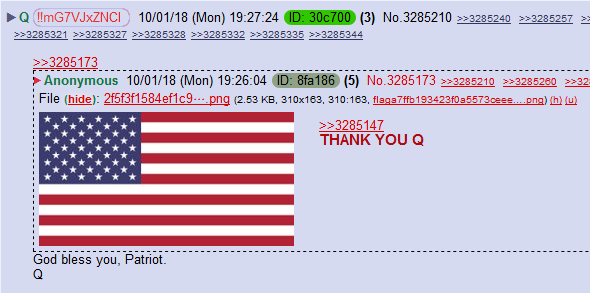 Q !!mG7VJxZNCI 10/01/18 (Mon) 19:27:24 ID: 30c700 (3) No.3285210 >>3285240 >>3285257
>>3285321 >>3285327 >>3285328 >>3285332 >>3285335 >>3285344
>>3285173
Anonymous 10/01/18 (Mon) 19:26:04 ID: 8fa186 (5) No.3285173 >>3285210 >>3285260
File (hide): 2f5f3f1584ef1c9⋯.png (2.53 KB, 310x163, 310:163, flaga7ffb193423f0a5573ceee….png) (h) (u)
>>3285147
THANK YOU Q
God bless you, Patriot.
Q